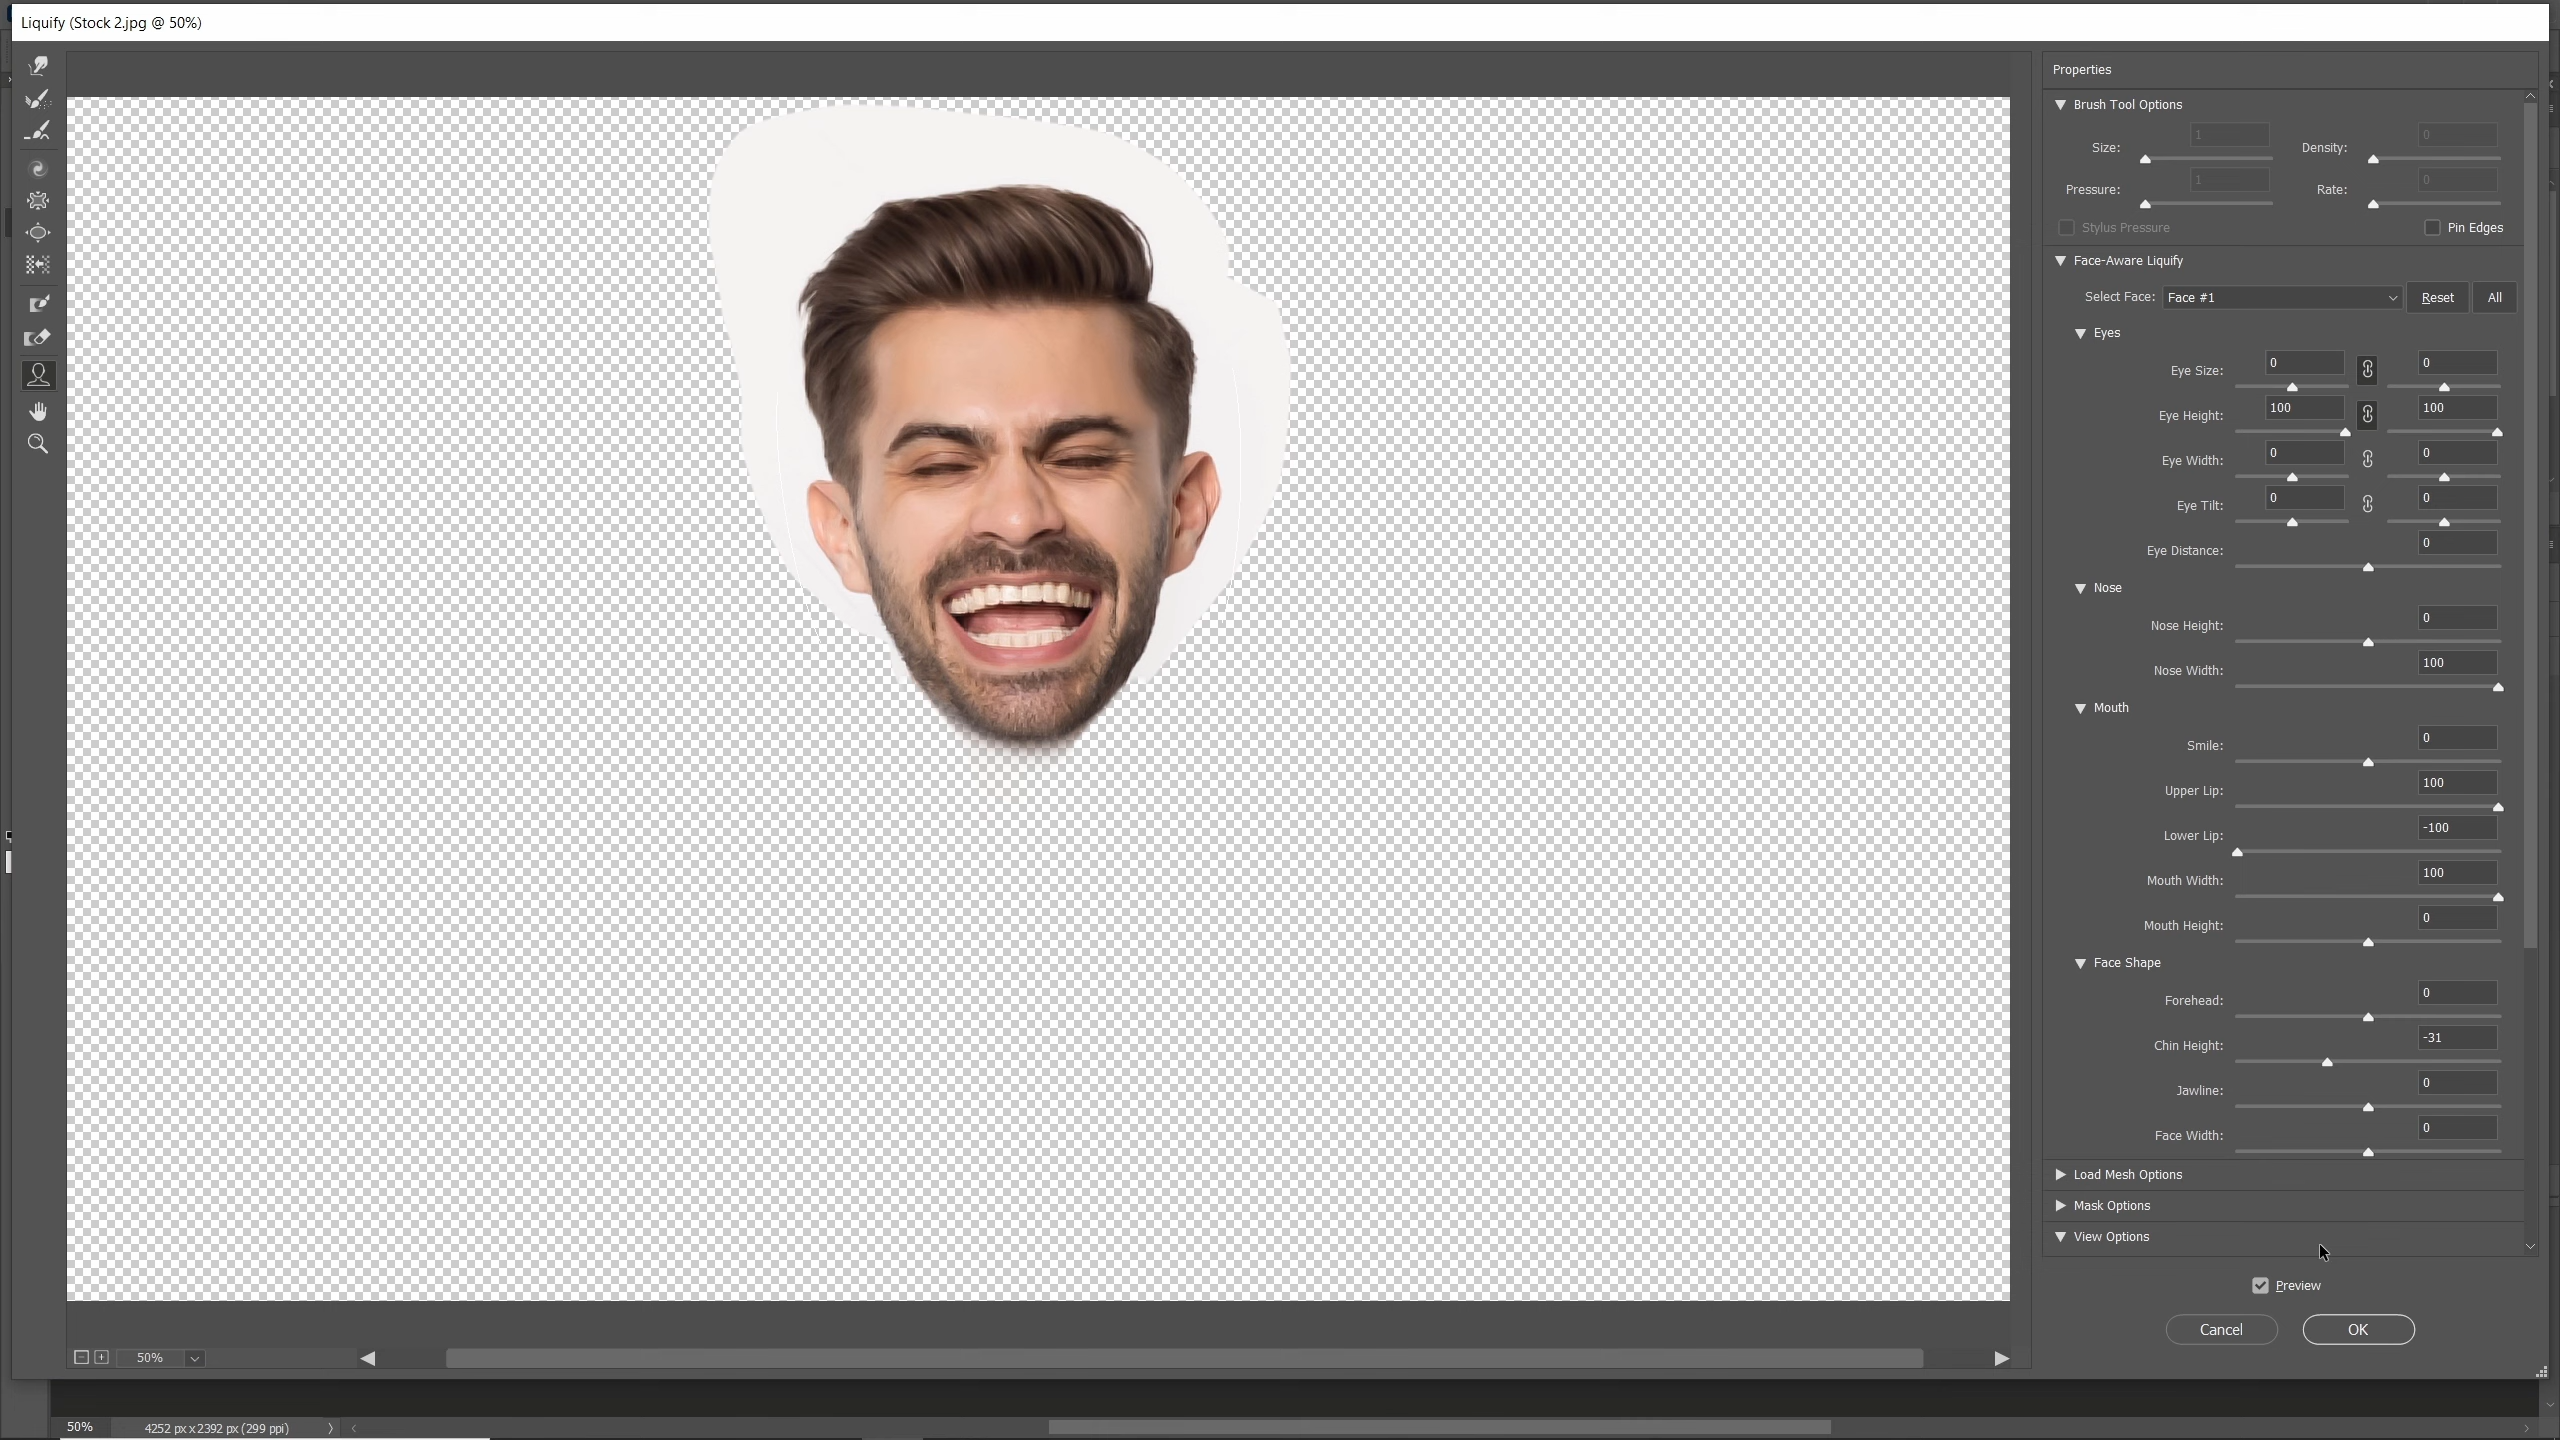 Liquify (Stock 2.jpg @ 50%)
Properties
Brush Tool Options
Size: 1 Density: 0
Pressure: 1 Rate: 0
Stylus Pressure Pin Edges
Face-Aware Liquify
Select Face: Face #1 Reset All
Eyes
Eye Size: 0 0
Eye Height: 100 100
Eye Width: 0 0
Eye Tilt: 0 0
Eye Distance: 0
Nose
Nose Height: 0
Nose Width: 100
Mouth
Smile: 0
Upper Lip: 100
Lower Lip: -100
Mouth Width: 100
Mouth Height: 0
Face Shape
Forehead: 0
Chin Height: -31
Jawline: 0
Face Width: 0
Load Mesh Options
Mask Options
View Options
Preview
Cancel OK
50%
50% 4252 px x 2392 px (299 ppi)